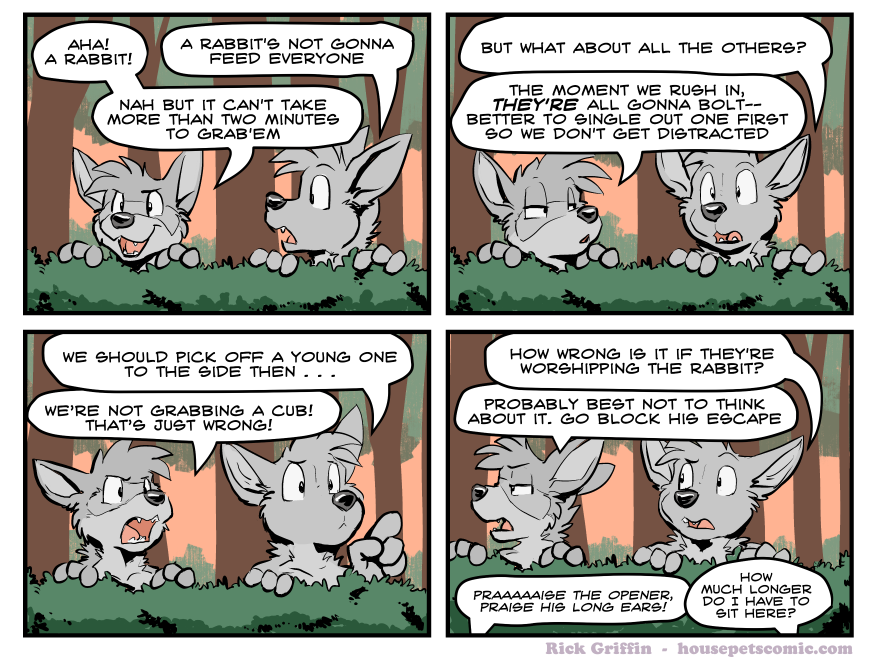 AHA!
A RABBIT!
A RABBIT'S NOT GONNA
FEED EVERYONE
NAH BUT IT CAN'T TAKE
MORE THAN TWO MINUTES
TO GRAB'EM
BUT WHAT ABOUT ALL THE OTHERS?
THE MOMENT WE RUSH IN,
THEY'RE ALL GONNA BOLT--
BETTER TO SINGLE OUT ONE FIRST
SO WE DON'T GET DISTRACTED
WE SHOULD PICK OFF A YOUNG ONE
TO THE SIDE THEN . . .
WE'RE NOT GRABBING A CUB!
THAT'S JUST WRONG!
HOW WRONG IS IT IF THEY'RE
WORSHIPPING THE RABBIT?
PROBABLY BEST NOT TO THINK
ABOUT IT. GO BLOCK HIS ESCAPE
PRAAAAAISE THE OPENER,
PRAISE HIS LONG EARS!
HOW
MUCH LONGER
DO I HAVE TO
SIT HERE?
Rick Griffin - housepetscomic.com